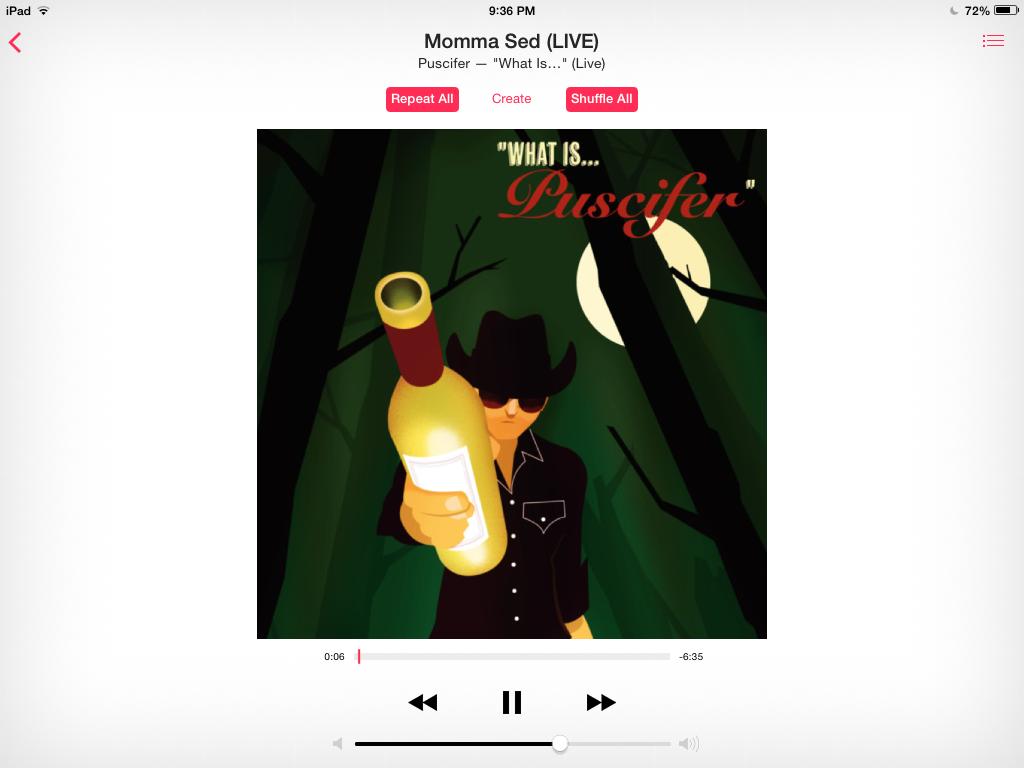 iPad 9:36 PM 72%
Momma Sed (LIVE)
Puscifer — "What Is…" (Live)
Repeat All Create Shuffle All
"WHAT IS...
Puscifer"
0:06 -6:35